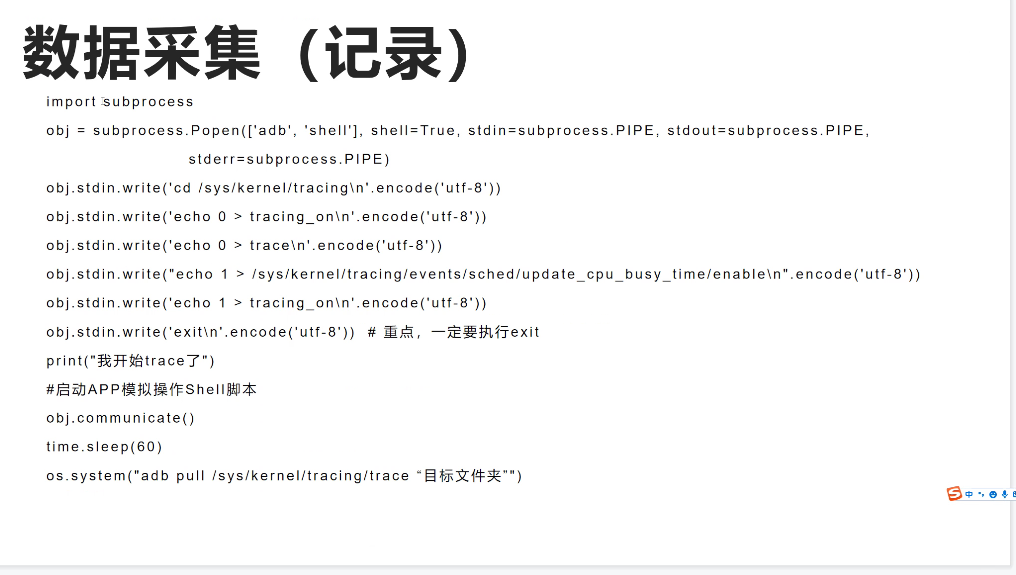 数据采集（记录）
import subprocess
obj = subprocess.Popen(['adb', 'shell'], shell=True, stdin=subprocess.PIPE, stdout=subprocess.PIPE,
stderr=subprocess.PIPE)
obj.stdin.write('cd /sys/kernel/tracing\n'.encode('utf-8'))
obj.stdin.write('echo 0 > tracing_on\n'.encode('utf-8'))
obj.stdin.write('echo 0 > trace\n'.encode('utf-8'))
obj.stdin.write("echo 1 > /sys/kernel/tracing/events/sched/update_cpu_busy_time/enable\n".encode('utf-8'))
obj.stdin.write('echo 1 > tracing_on\n'.encode('utf-8'))
obj.stdin.write('exit\n'.encode('utf-8'))  # 重点，一定要执行exit
print("我开始trace了")
#启动APP模拟操作Shell脚本
obj.communicate()
time.sleep(60)
os.system("adb pull /sys/kernel/tracing/trace “目标文件夹”")
S中